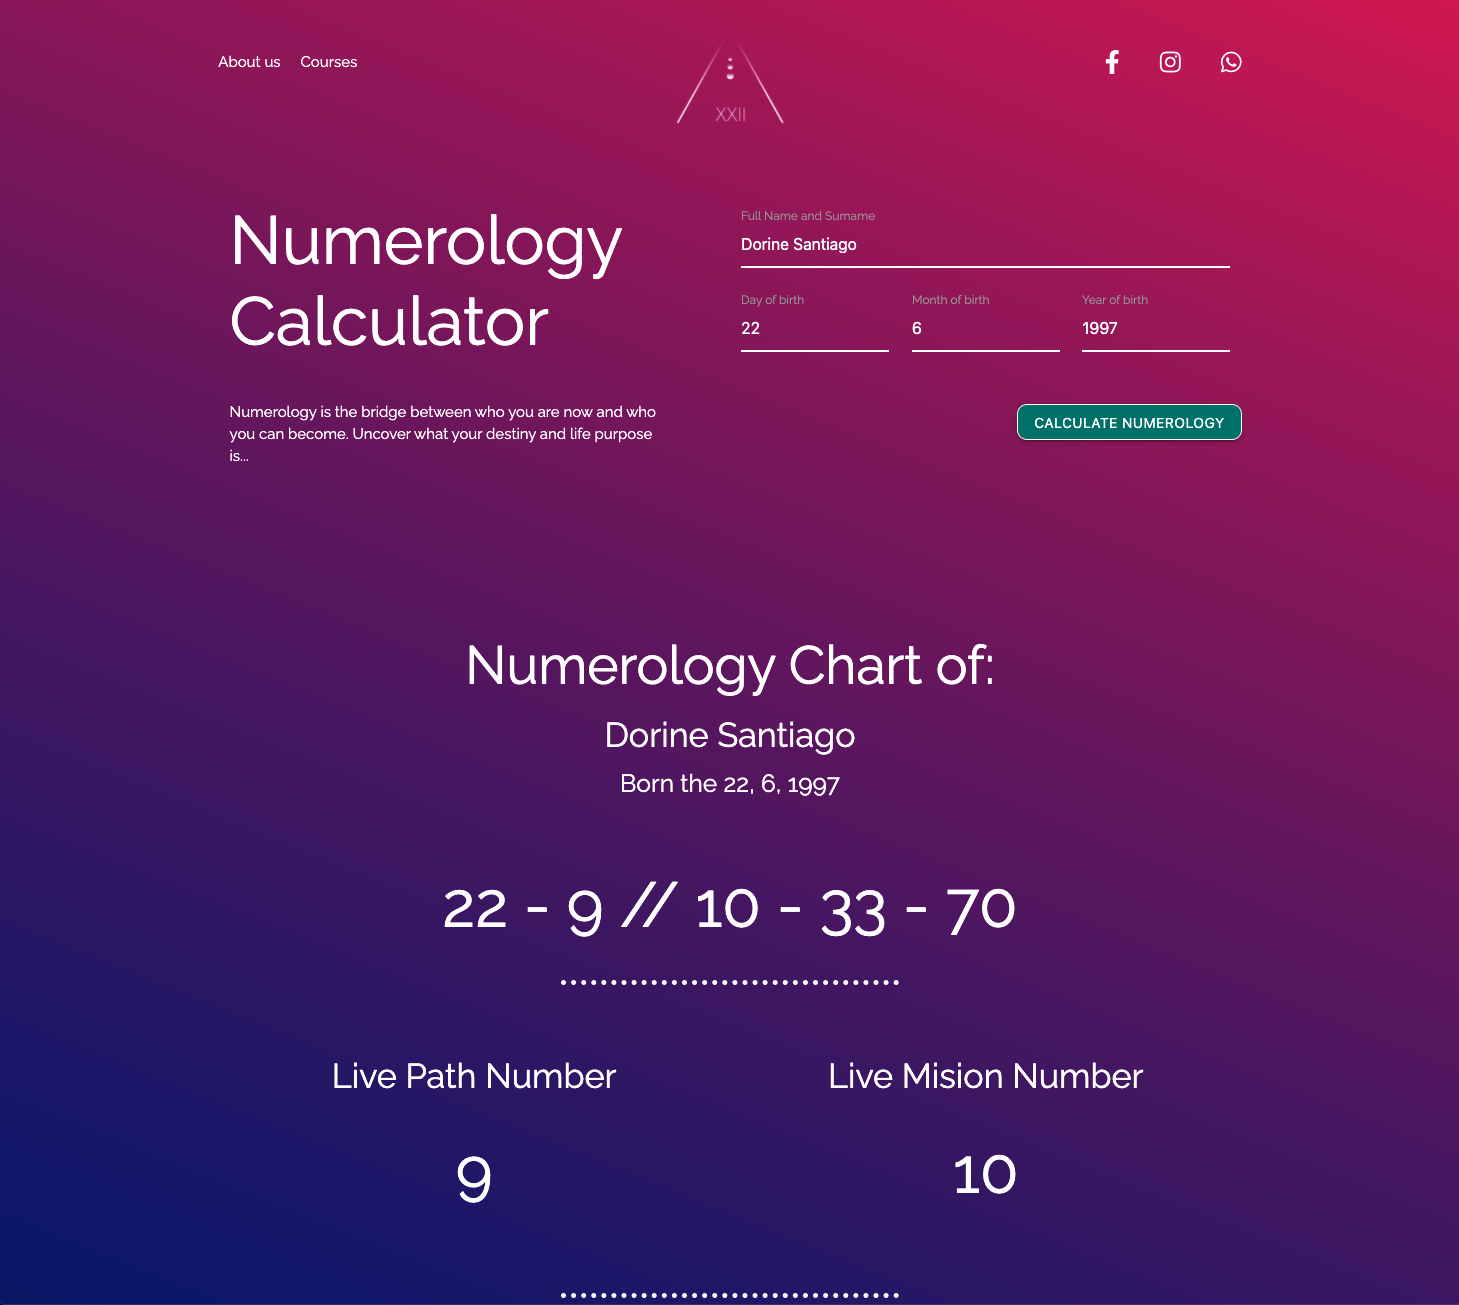 About us Courses
XXII
Numerology
Calculator
Numerology is the bridge between who you are now and who
you can become. Uncover what your destiny and life purpose
is...
Full Name and Surname
Dorine Santiago
Day of birth Month of birth Year of birth
22 6 1997
CALCULATE NUMEROLOGY
Numerology Chart of:
Dorine Santiago
Born the 22, 6, 1997
22 - 9 // 10 - 33 - 70
Live Path Number
9
Live Mision Number
10